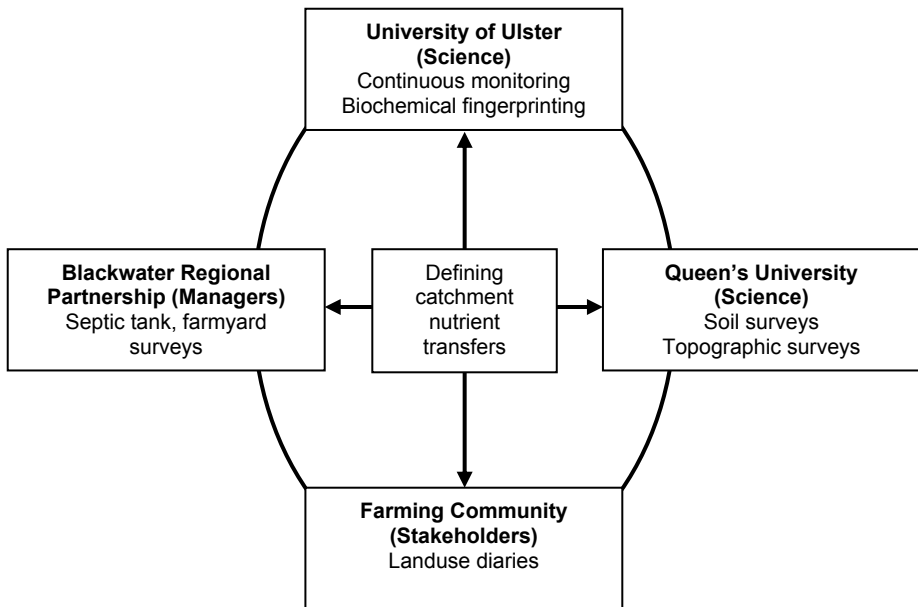 University of Ulster
(Science)
Continuous monitoring
Biochemical fingerprinting
Blackwater Regional
Partnership (Managers)
Septic tank, farmyard
surveys
Defining
catchment
nutrient
transfers
Queen’s University
(Science)
Soil surveys
Topographic surveys
Farming Community
(Stakeholders)
Landuse diaries